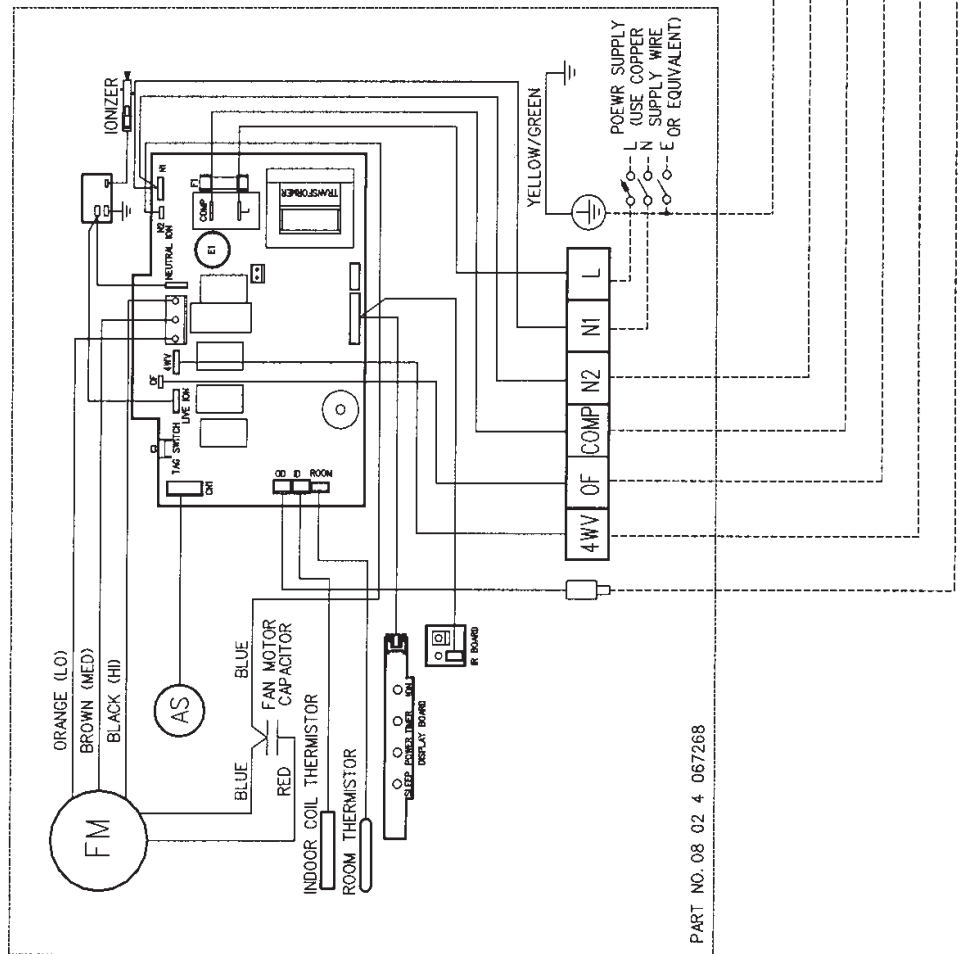 ORANGE (LO)
BROWN (MED)
BLACK (HI)
FM
AS
BLUE
BLUE
RED
FAN MOTOR
CAPACITOR
INDOOR COIL THERMISTOR
ROOM THERMISTOR
IONIZER
N1
N2
NEUTRAL ION
F1
COMP
L
E1
TRANSFORMER
4WV
OF
LIVE ION
TAG SWITCH
CN1
OD
ID
ROOM
SLEEP POWER TIMER ION
DISPLAY BOARD
IR BOARD
YELLOW/GREEN
POEWR SUPPLY
(USE COPPER
SUPPLY WIRE
OR EQUIVALENT)
L
N
E
L
N1
N2
COMP
OF
4WV
PART NO. 08 02 4 067268